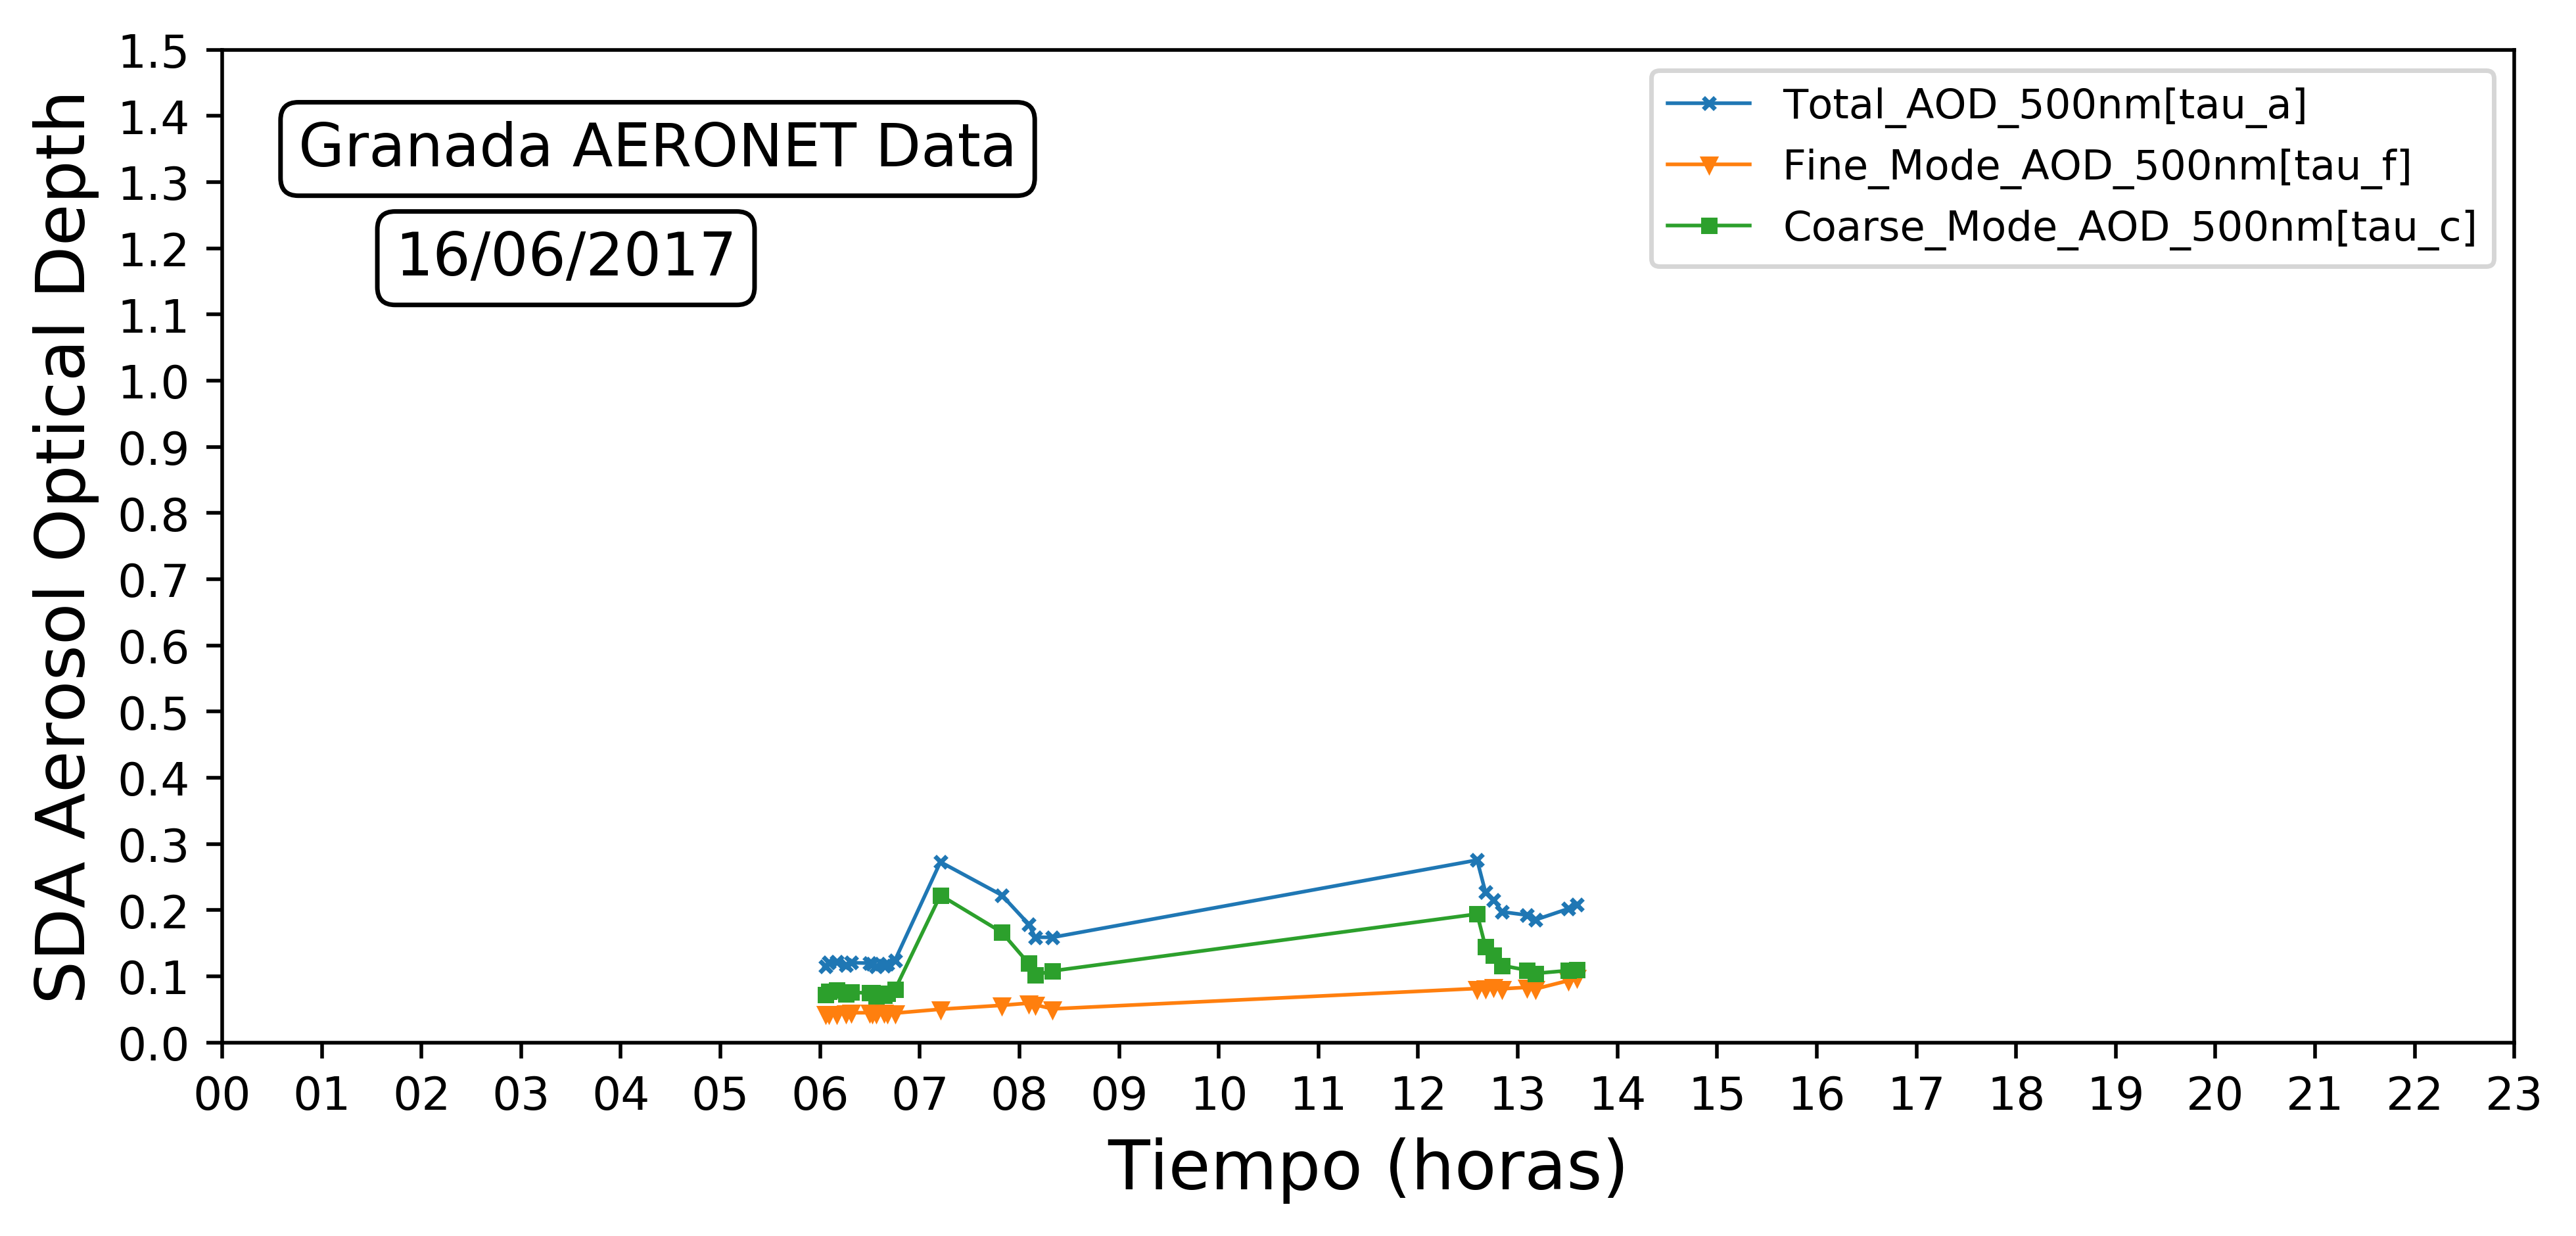 Granada AERONET Data
16/06/2017
Total_AOD_500nm[tau_a]
Fine_Mode_AOD_500nm[tau_f]
Coarse_Mode_AOD_500nm[tau_c]
SDA Aerosol Optical Depth
1.5
1.4
1.3
1.2
1.1
1.0
0.9
0.8
0.7
0.6
0.5
0.4
0.3
0.2
0.1
0.0
00 01 02 03 04 05 06 07 08 09 10 11 12 13 14 15 16 17 18 19 20 21 22 23
Tiempo (horas)